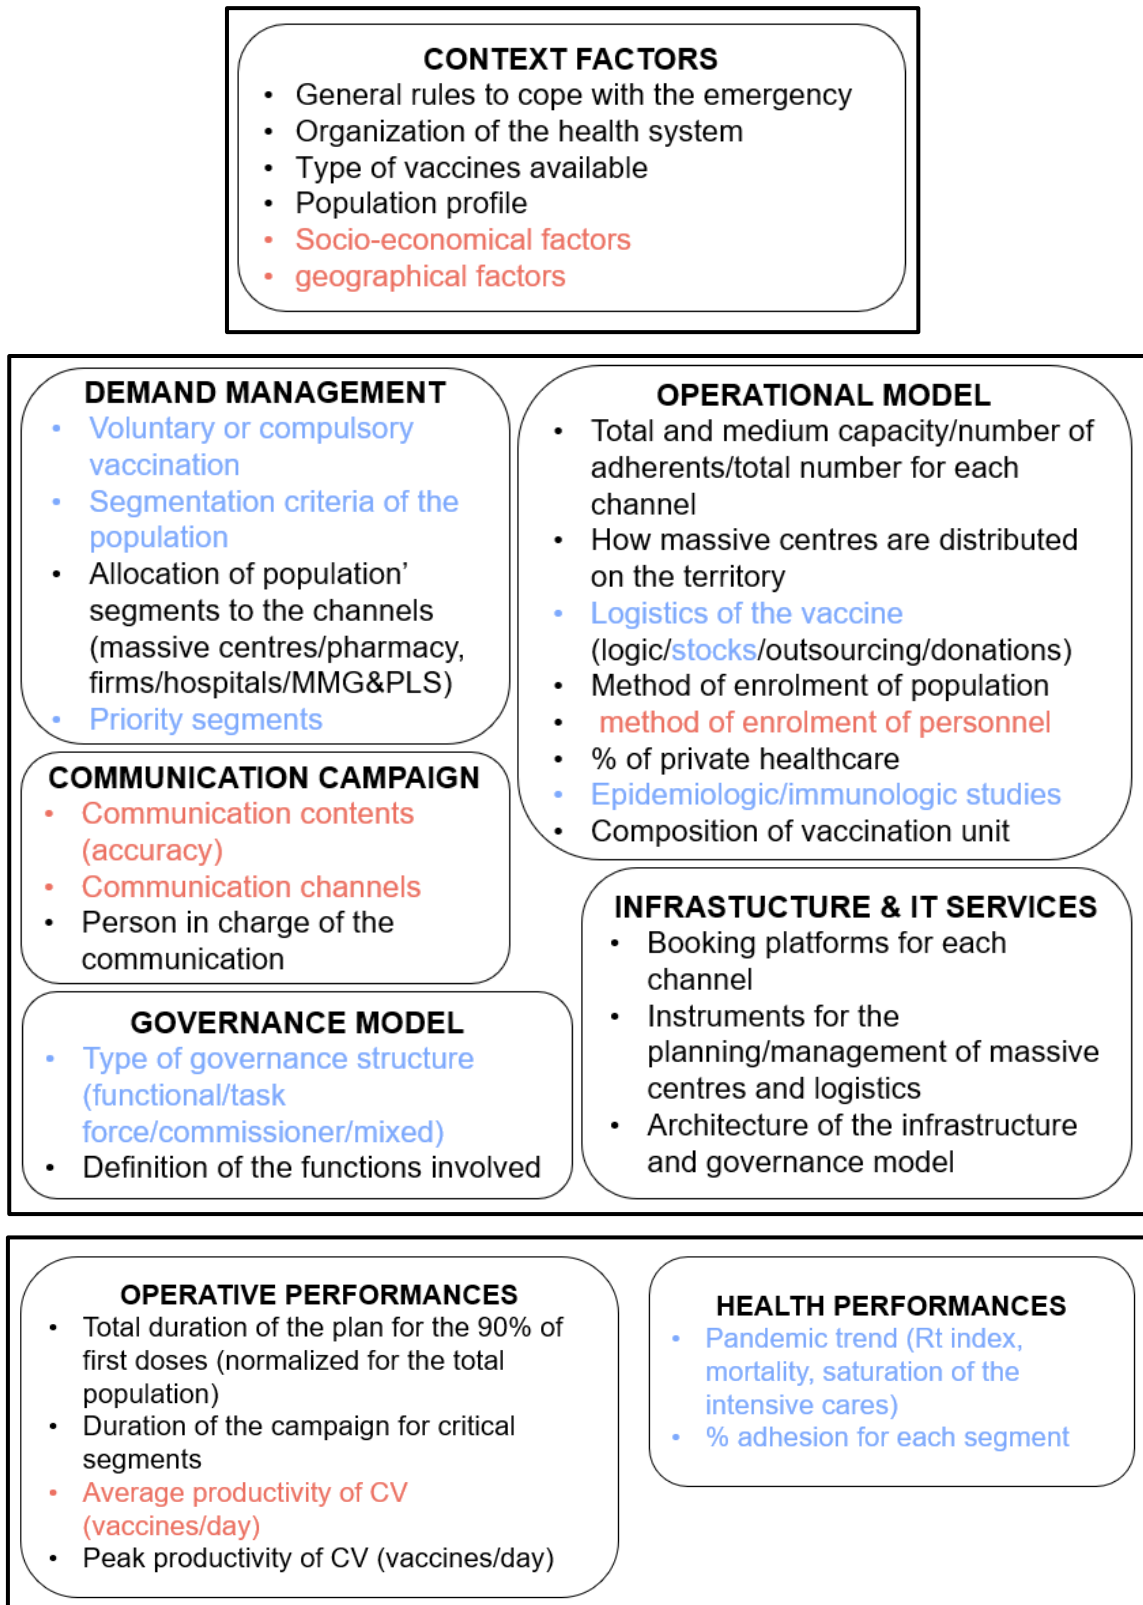 CONTEXT FACTORS
• General rules to cope with the emergency
• Organization of the health system
• Type of vaccines available
• Population profile
• Socio-economical factors
• geographical factors
DEMAND MANAGEMENT
• Voluntary or compulsory
vaccination
• Segmentation criteria of the
population
• Allocation of population'
segments to the channels
(massive centres/pharmacy,
firms/hospitals/MMG&PLS)
• Priority segments
OPERATIONAL MODEL
• Total and medium capacity/number of
adherents/total number for each
channel
• How massive centres are distributed
on the territory
• Logistics of the vaccine
(logic/stocks/outsourcing/donations)
• Method of enrolment of population
• method of enrolment of personnel
• % of private healthcare
• Epidemiologic/immunologic studies
• Composition of vaccination unit
COMMUNICATION CAMPAIGN
• Communication contents
(accuracy)
• Communication channels
• Person in charge of the
communication
INFRASTUCTURE & IT SERVICES
• Booking platforms for each
channel
• Instruments for the
planning/management of massive
centres and logistics
• Architecture of the infrastructure
and governance model
GOVERNANCE MODEL
• Type of governance structure
(functional/task
force/commissioner/mixed)
• Definition of the functions involved
OPERATIVE PERFORMANCES
• Total duration of the plan for the 90% of
first doses (normalized for the total
population)
• Duration of the campaign for critical
segments
• Average productivity of CV
(vaccines/day)
• Peak productivity of CV (vaccines/day)
HEALTH PERFORMANCES
• Pandemic trend (Rt index,
mortality, saturation of the
intensive cares)
• % adhesion for each segment